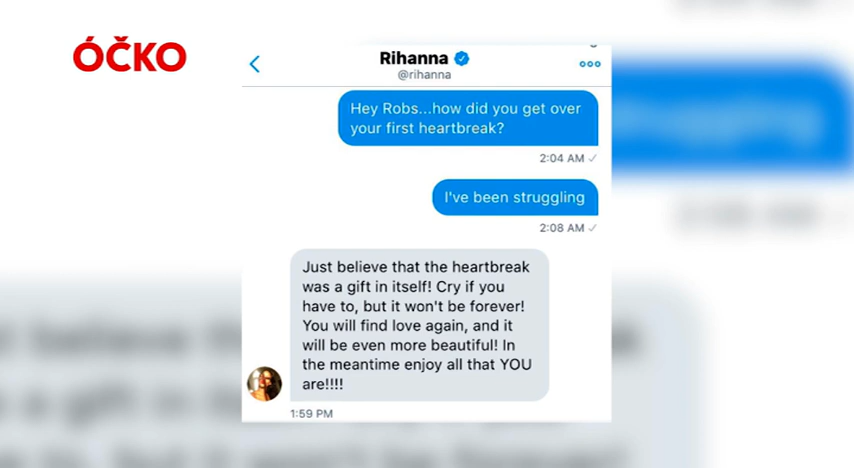 ÓČKO
Rihanna
@rihanna
Hey Robs...how did you get over
your first heartbreak?
2:04 AM ✓
I've been struggling
2:08 AM ✓
Just believe that the heartbreak
was a gift in itself! Cry if you
have to, but it won't be forever!
You will find love again, and it
will be even more beautiful! In
the meantime enjoy all that YOU
are!!!!
1:59 PM